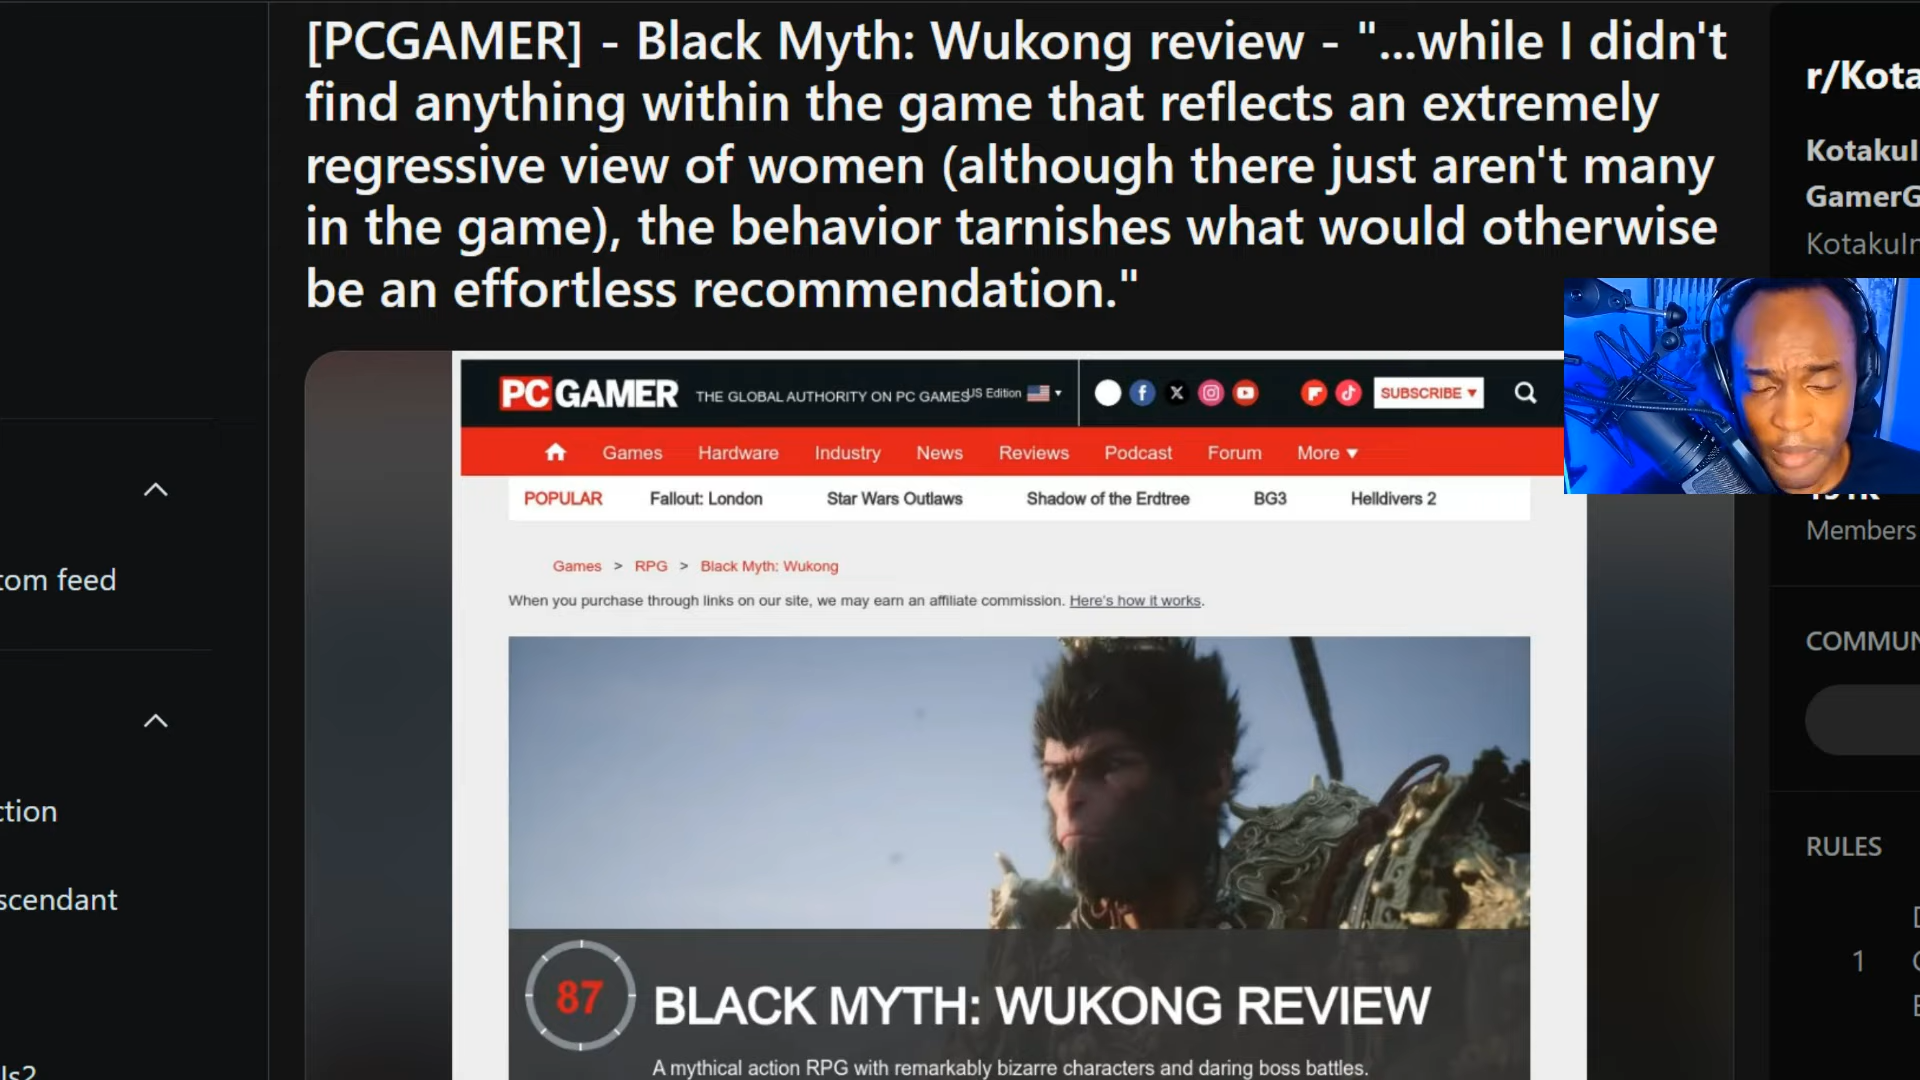 [PCGAMER] - Black Myth: Wukong review - "...while I didn't
find anything within the game that reflects an extremely
regressive view of women (although there just aren't many
in the game), the behavior tarnishes what would otherwise
be an effortless recommendation."
r/Kota
KotakuI
GamerG
KotakuIn
Members
COMMUN
RULES
1
tom feed
ction
scendant
ls2
PC GAMER THE GLOBAL AUTHORITY ON PC GAMES US Edition SUBSCRIBE
Games Hardware Industry News Reviews Podcast Forum More
POPULAR Fallout: London Star Wars Outlaws Shadow of the Erdtree BG3 Helldivers 2
Games > RPG > Black Myth: Wukong
When you purchase through links on our site, we may earn an affiliate commission. Here's how it works.
87 BLACK MYTH: WUKONG REVIEW
A mythical action RPG with remarkably bizarre characters and daring boss battles.